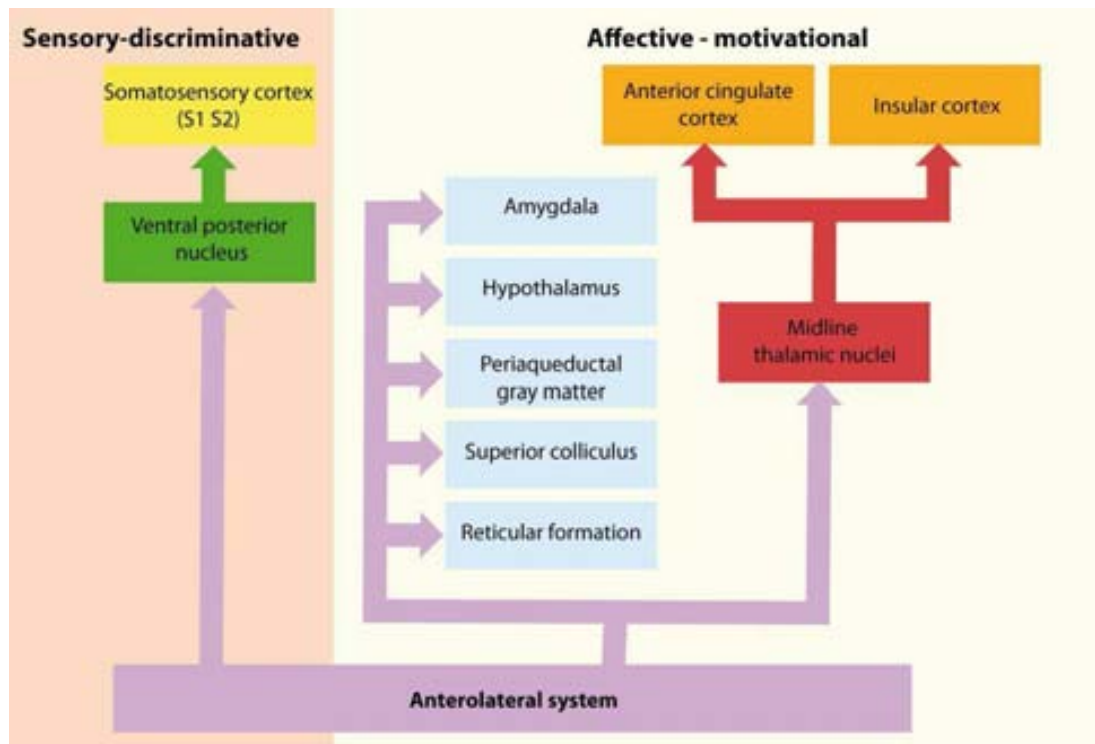 Sensory-discriminative
Affective - motivational
Somatosensory cortex
(S1 S2)
Anterior cingulate
cortex
Insular cortex
Amygdala
Ventral posterior
nucleus
Hypothalamus
Midline
thalamic nuclei
Periaqueductal
gray matter
Superior colliculus
Reticular formation
Anterolateral system